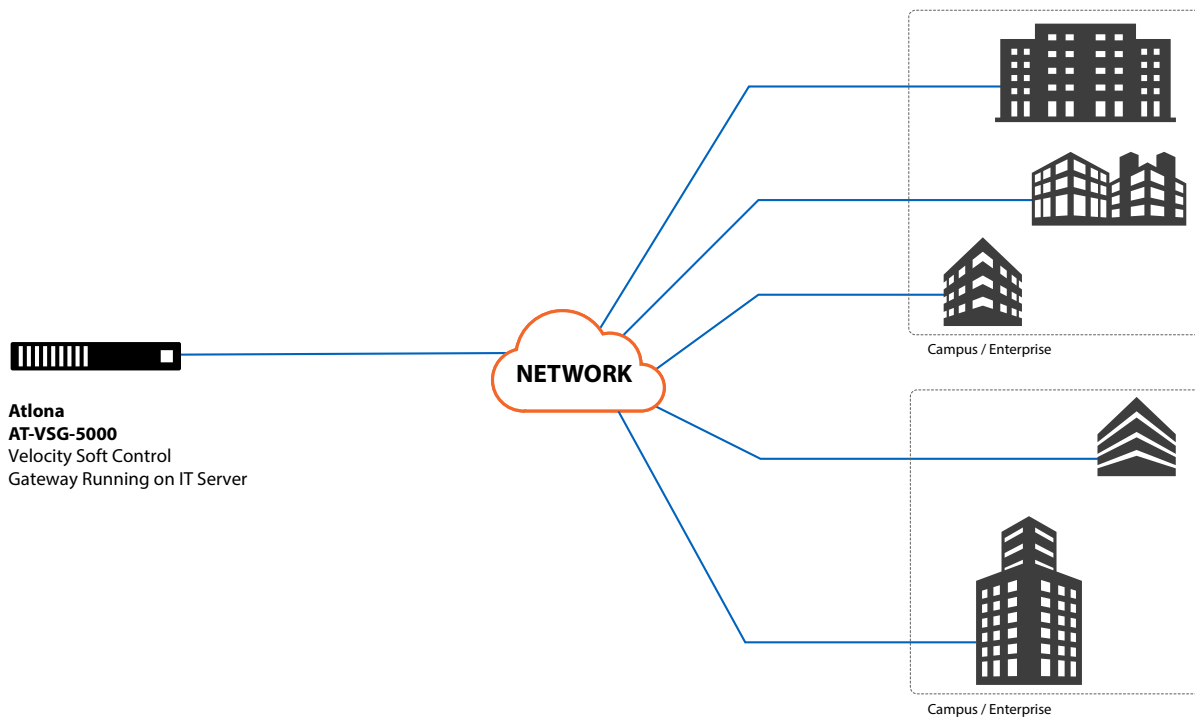 NETWORK
Campus / Enterprise
Atlona
AT-VSG-5000
Velocity Soft Control
Gateway Running on IT Server
Campus / Enterprise